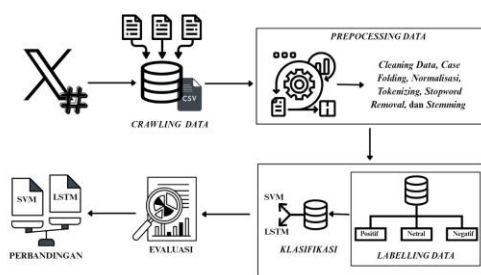 PREPOCESSING DATA
Cleaning Data, Case
Folding, Normalisasi,
Tokenizing, Stopword
Removal, dan Stemming
CSV
CRAWLING DATA
SVM
LSTM
KLASIFIKASI
Positif
Netral
Negatif
LABELLING DATA
EVALUASI
SVM
LSTM
PERBANDINGAN